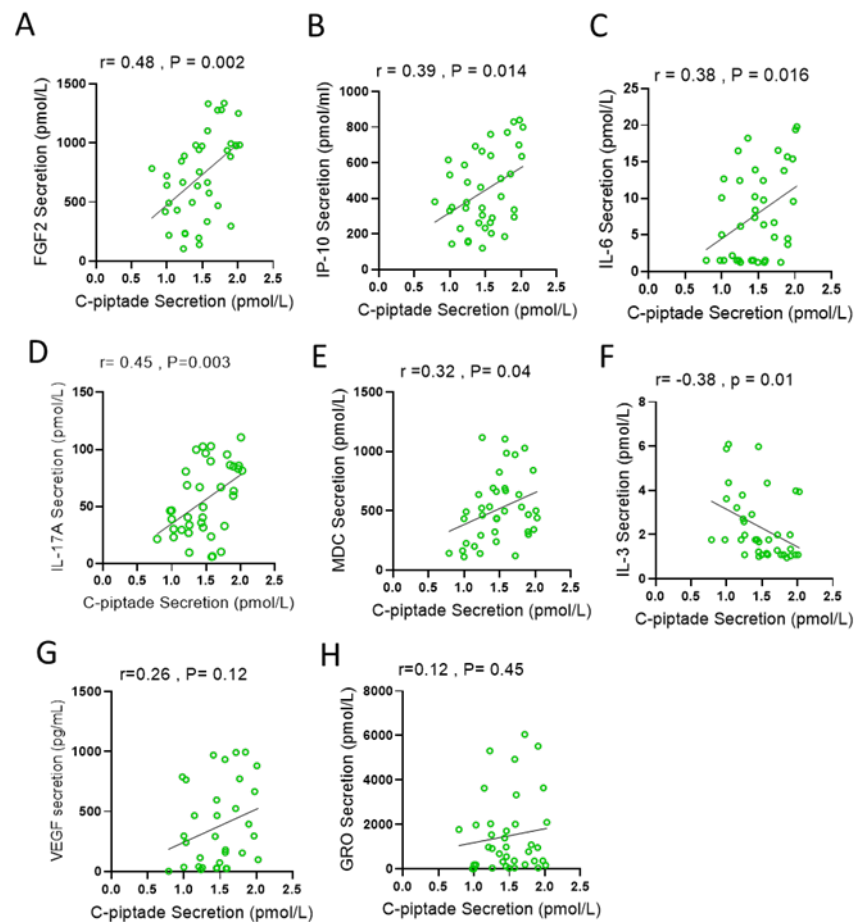 A
r= 0.48 , P = 0.002
FGF2 Secretion (pmol/L)
1500
1000
500
0
0.0 0.5 1.0 1.5 2.0 2.5
C-piptade Secretion (pmol/L)
B
r = 0.39 , P = 0.014
IP-10 Secretion (pmol/ml)
1000
800
600
400
200
0
0.0 0.5 1.0 1.5 2.0 2.5
C-piptade Secretion (pmol/L)
C
r = 0.38 , P = 0.016
IL-6 Secretion (pmol/L)
25
20
15
10
5
0
0.0 0.5 1.0 1.5 2.0 2.5
C-piptade Secretion (pmol/L)
D
r= 0.45 , P=0.003
IL-17A Secretion (pmol/L)
150
100
50
0
0.0 0.5 1.0 1.5 2.0 2.5
C-piptade Secretion (pmol/L)
E
r =0.32 , P= 0.04
MDC Secretion (pmol/L)
1500
1000
500
0
0.0 0.5 1.0 1.5 2.0 2.5
C-piptade Secretion (pmol/L)
F
r= -0.38 , p = 0.01
IL-3 Secretion (pmol/L)
8
6
4
2
0
0.0 0.5 1.0 1.5 2.0 2.5
C-piptade Secretion (pmol/L)
G
r=0.26 , P= 0.12
VEGF secretion (pg/mL)
1500
1000
500
0
0.0 0.5 1.0 1.5 2.0 2.5
C-piptade Secretion (pmol/L)
H
r=0.12 , P= 0.45
GRO Secretion (pmol/L)
8000
6000
4000
2000
0
0.0 0.5 1.0 1.5 2.0 2.5
C-piptade Secretion (pmol/L)